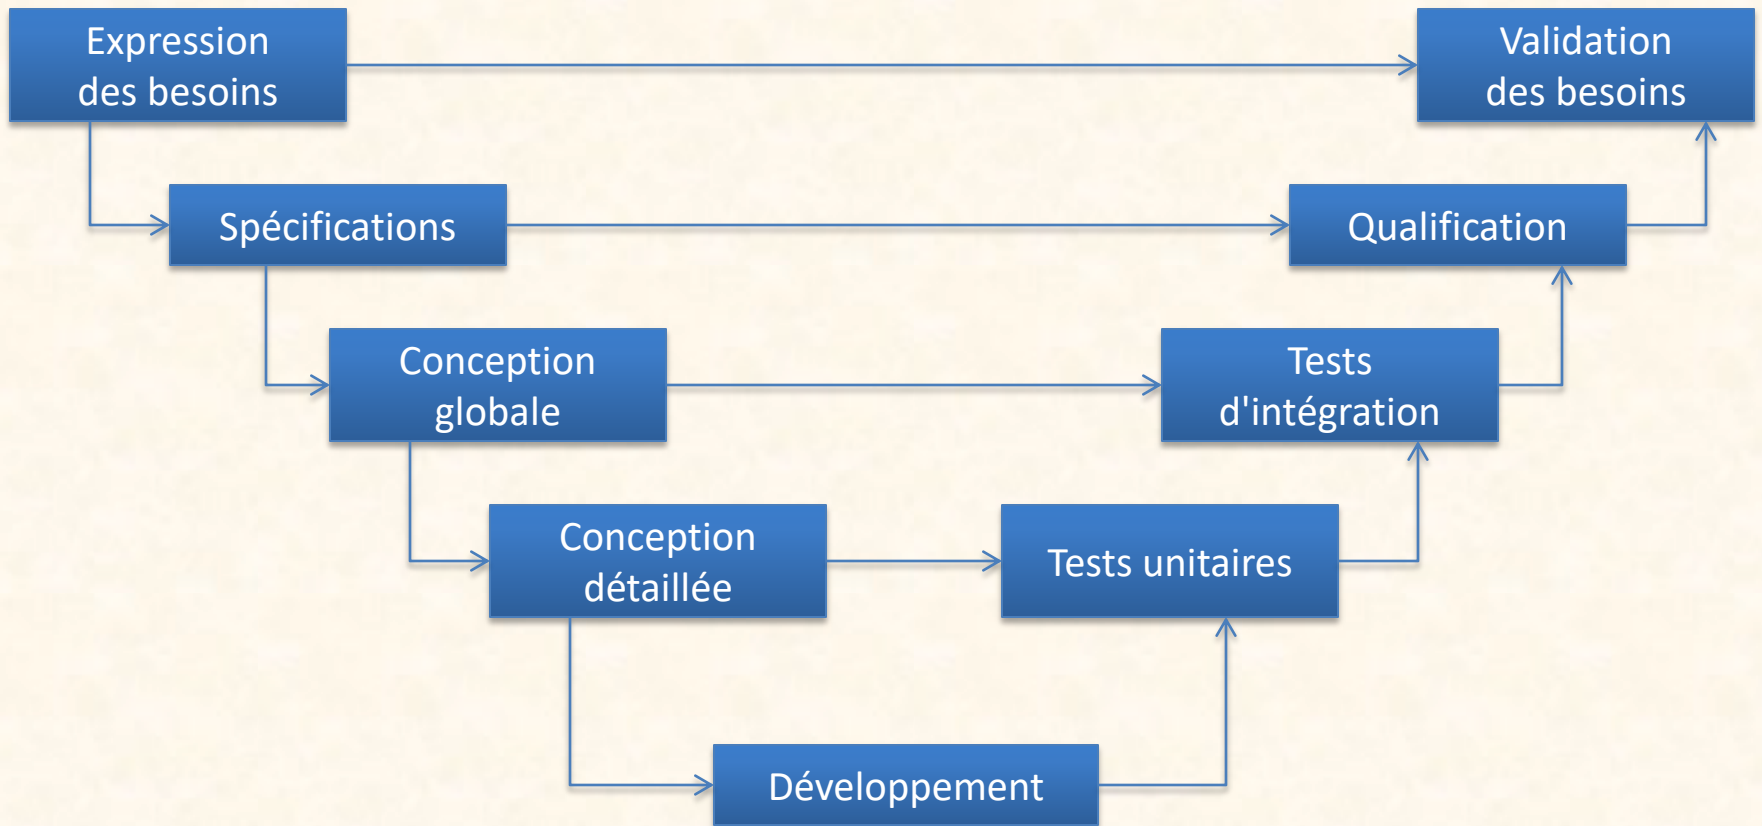 Expression
des besoins
Validation
des besoins
Spécifications
Qualification
Conception
globale
Tests
d'intégration
Conception
détaillée
Tests unitaires
Développement